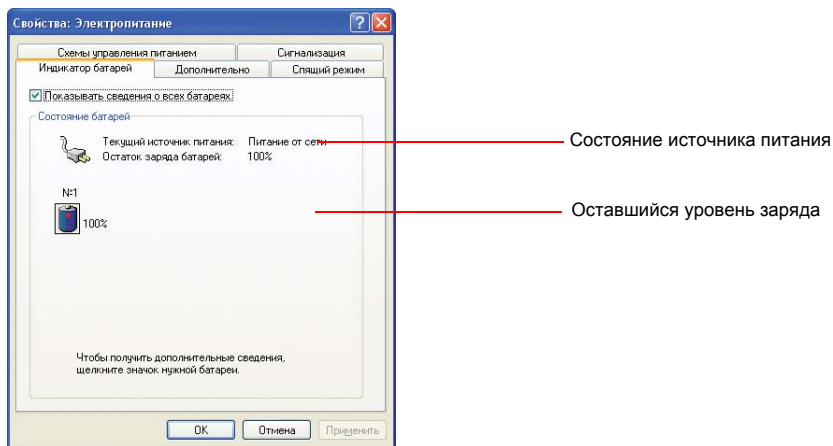 Свойства: Электропитание
Схемы управления питанием
Сигнализация
Индикатор батарей
Дополнительно
Спящий режим
Показывать сведения о всех батареях
Состояние батарей
Текущий источник питания: Питание от сети
Состояние источника питания
Остаток заряда батарей: 100%
№1
100%
Оставшийся уровень заряда
Чтобы получить дополнительные сведения,
щелкните значок нужной батареи.
OK
Отмена
Применить